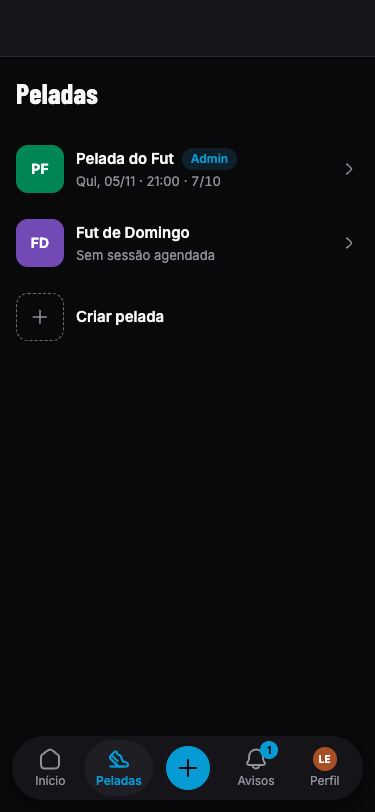 Peladas
PF
Pelada do Fut Admin
Qui, 05/11 · 21:00 · 7/10
FD
Fut de Domingo
Sem sessão agendada
Criar pelada
1
LE
Início Peladas Avisos Perfil